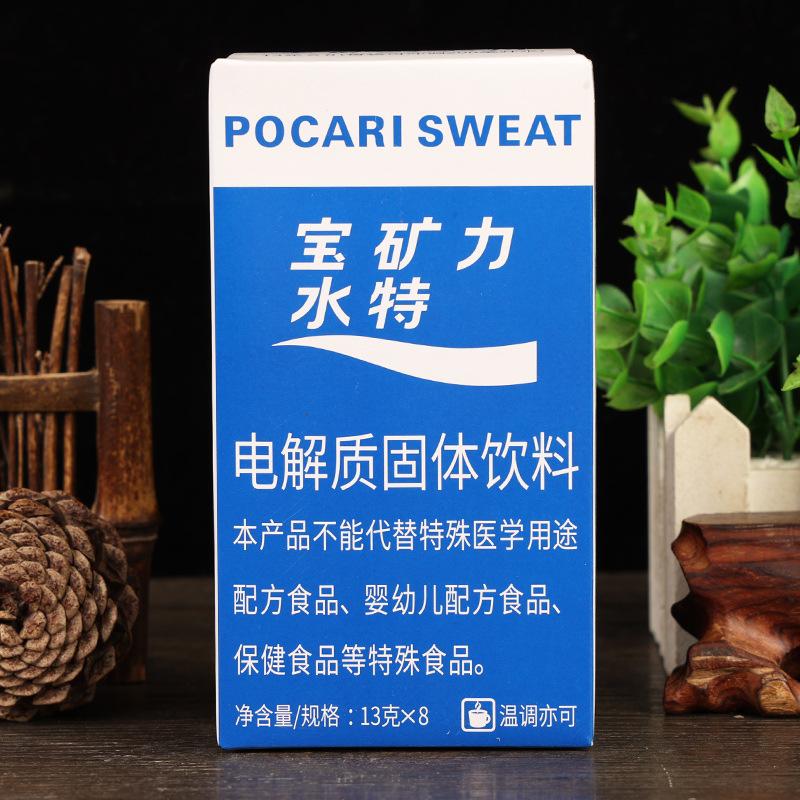 POCARI SWEAT
宝矿力
水特
电解质固体饮料
本产品不能代替特殊医学用途
配方食品、婴幼儿配方食品、
保健食品等特殊食品。
净含量/规格：13克×8
温调亦可